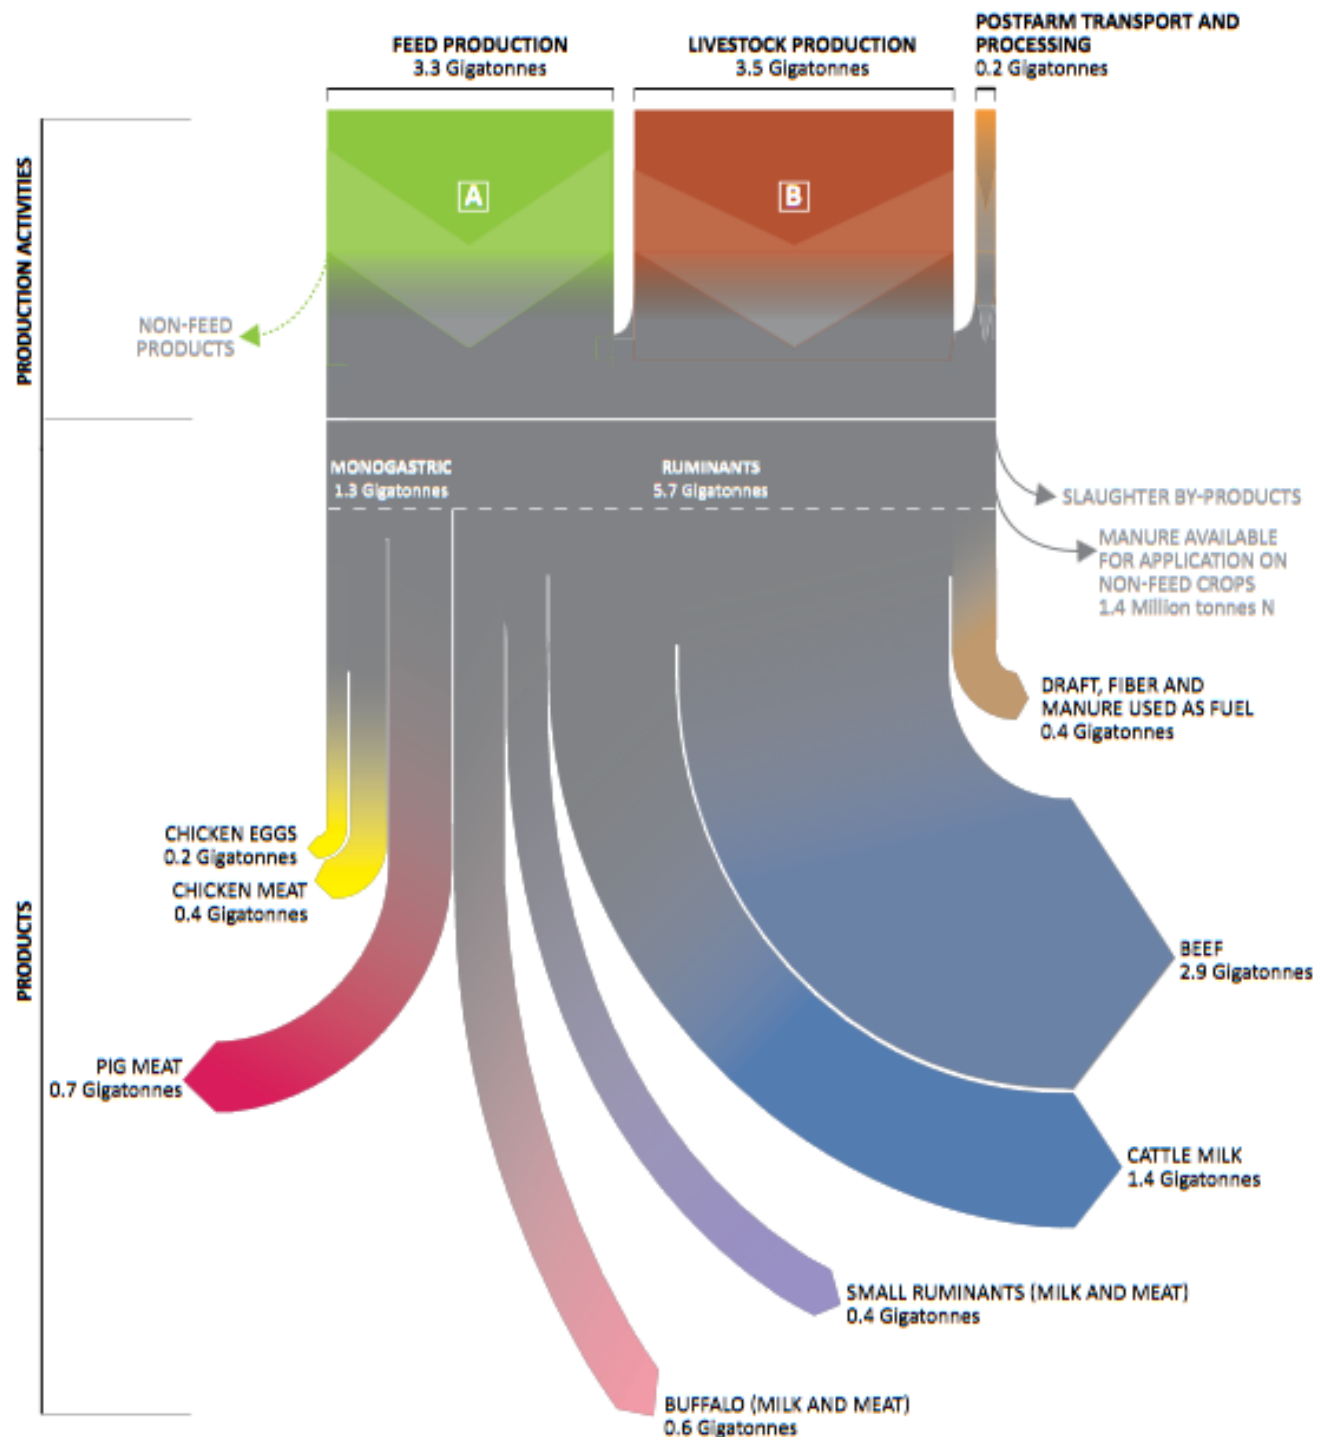 FEED PRODUCTION
3.3 Gigatonnes
LIVESTOCK PRODUCTION
3.5 Gigatonnes
POSTFARM TRANSPORT AND
PROCESSING
0.2 Gigatonnes
PRODUCTION ACTIVITIES
A
B
NON-FEED
PRODUCTS
MONOGASTRIC
1.3 Gigatonnes
RUMINANTS
5.7 Gigatonnes
SLAUGHTER BY-PRODUCTS
MANURE AVAILABLE
FOR APPLICATION ON
NON-FEED CROPS
1.4 Million tonnes N
DRAFT, FIBER AND
MANURE USED AS FUEL
0.4 Gigatonnes
PRODUCTS
CHICKEN EGGS
0.2 Gigatonnes
CHICKEN MEAT
0.4 Gigatonnes
BEEF
2.9 Gigatonnes
PIG MEAT
0.7 Gigatonnes
CATTLE MILK
1.4 Gigatonnes
SMALL RUMINANTS (MILK AND MEAT)
0.4 Gigatonnes
BUFFALO (MILK AND MEAT)
0.6 Gigatonnes